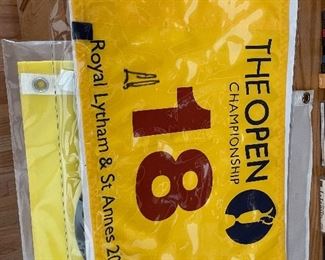 THE OPEN
CHAMPIONSHIP
18
Royal Lytham & St Annes 20